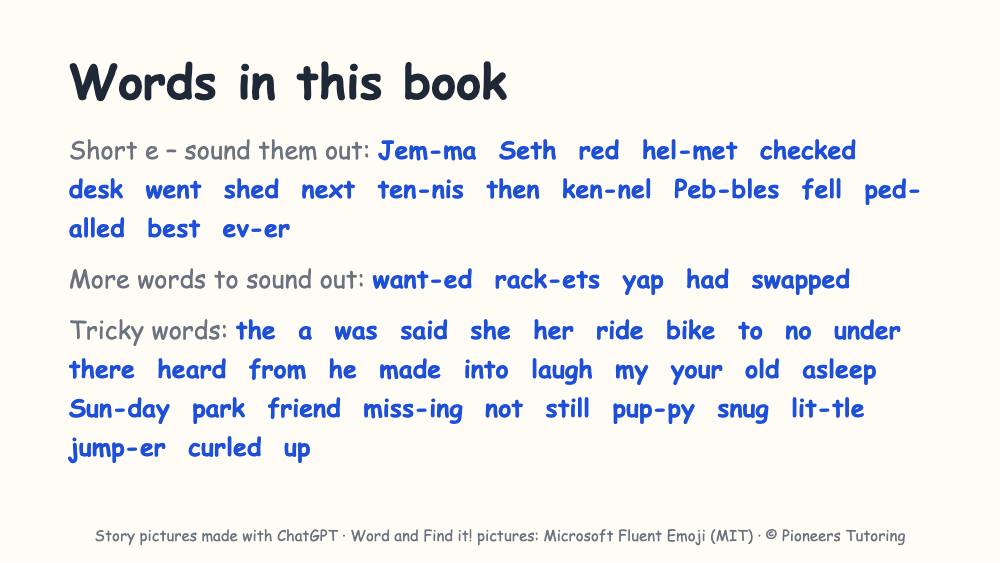 Words in this book
Short e – sound them out: Jem-ma Seth red hel-met checked
desk went shed next ten-nis then ken-nel Peb-bles fell ped-
alled best ev-er
More words to sound out: want-ed rack-ets yap had swapped
Tricky words: the a was said she her ride bike to no under
there heard from he made into laugh my your old asleep
Sun-day park friend miss-ing not still pup-py snug lit-tle
jump-er curled up
Story pictures made with ChatGPT · Word and Find it! pictures: Microsoft Fluent Emoji (MIT) · © Pioneers Tutoring